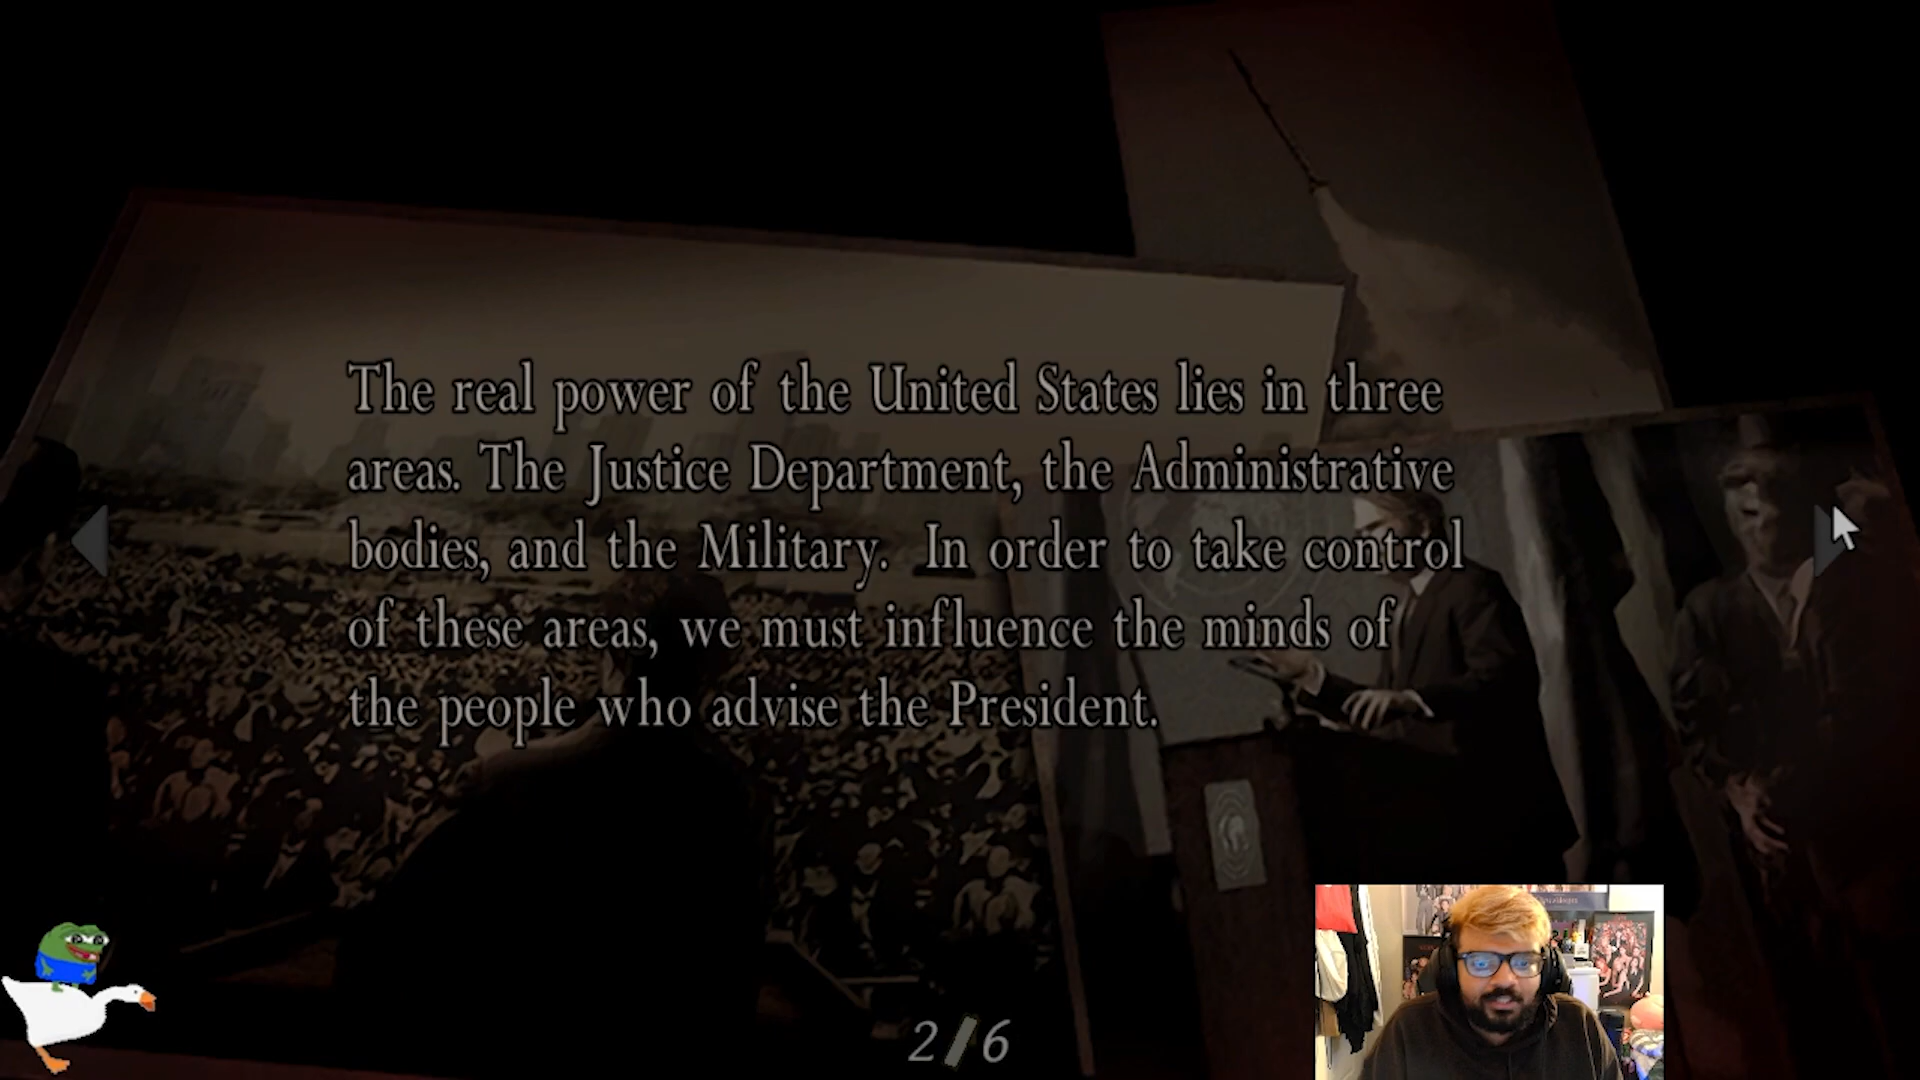 The real power of the United States lies in three
areas. The Justice Department, the Administrative
bodies, and the Military.  In order to take control
of these areas, we must influence the minds of
the people who advise the President.
2/6